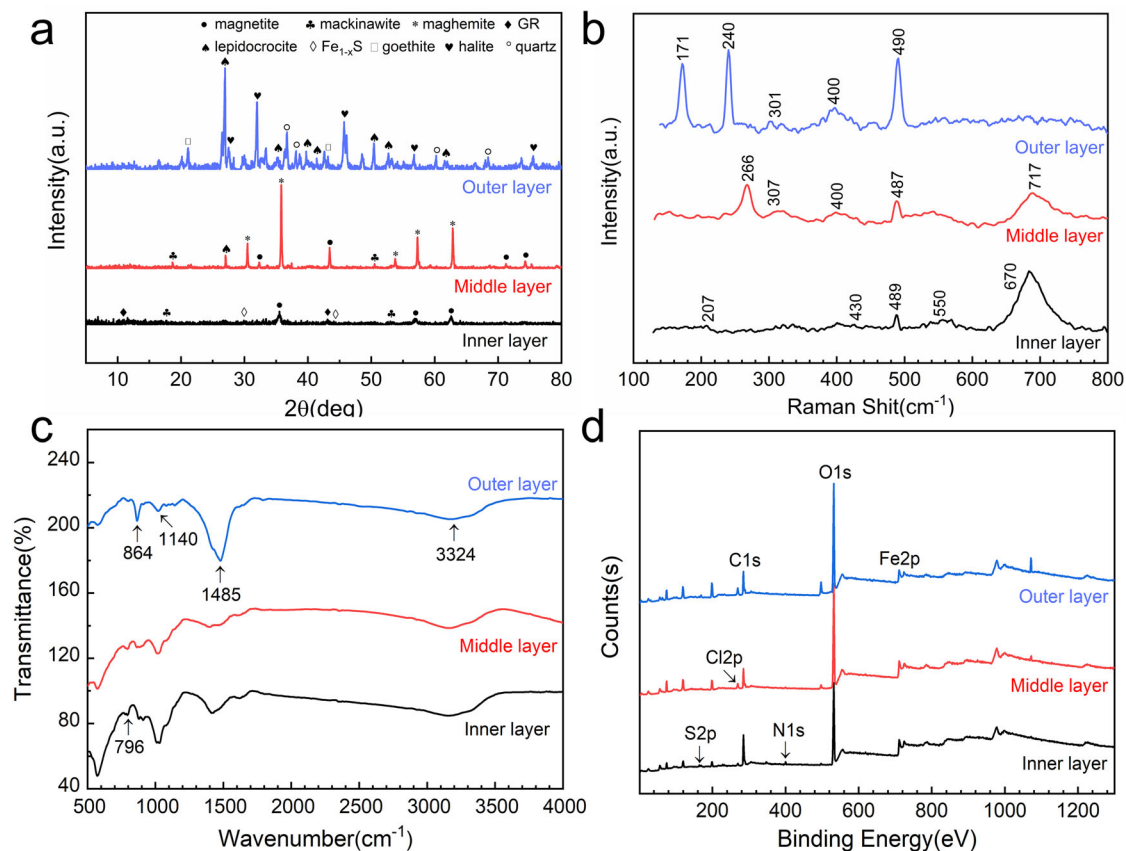 a
● magnetite ♣ mackinawite * maghemite ♦ GR
♠ lepidocrocite ◊ Fe1-xS □ goethite ♥ halite ○ quartz
Intensity(a.u.)
Outer layer
Middle layer
Inner layer
10 20 30 40 50 60 70 80
2θ(deg)
b
Intensity(a.u.)
171 240 301 400 490
Outer layer
266 307 400 487 717
Middle layer
207 430 489 550 670
Inner layer
100 200 300 400 500 600 700 800
Raman Shit(cm-1)
c
Transmittance(%)
240
200
160
120
80
40
Outer layer
864 1140 1485 3324
Middle layer
796
Inner layer
500 1000 1500 2000 2500 3000 3500 4000
Wavenumber(cm-1)
d
Counts(s)
O1s
C1s
Fe2p
Outer layer
Cl2p
Middle layer
S2p
N1s
Inner layer
200 400 600 800 1000 1200
Binding Energy(eV)